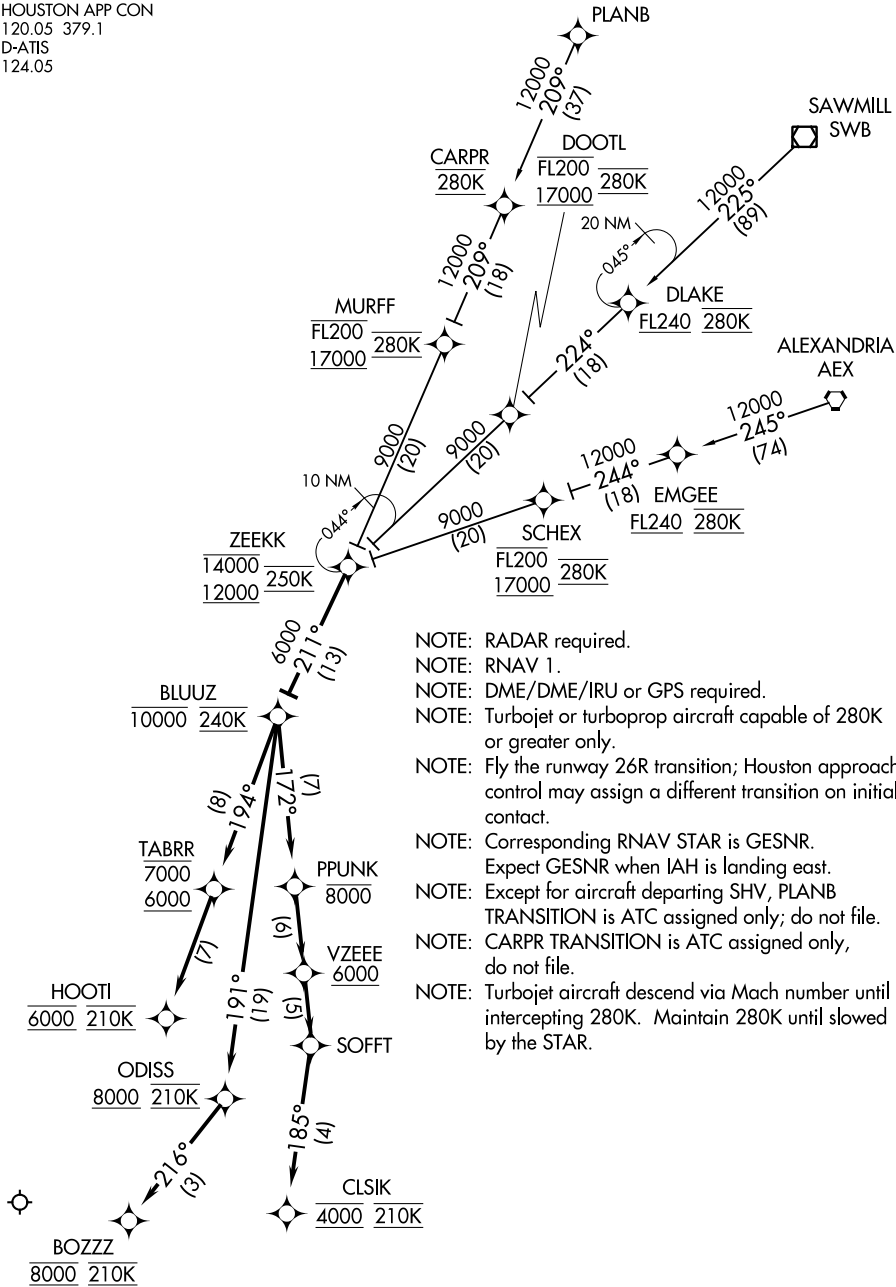 HOUSTON APP CON
120.05 379.1
D-ATIS
124.05
PLANB
12000
209°
(37)
SAWMILL
SWB
CARPR
280K
DOOTL
FL200
17000
280K
12000
225°
(89)
20 NM
045°
12000
209°
(18)
DLAKE
FL240 280K
MURFF
FL200
17000
280K
224°
(18)
ALEXANDRIA
AEX
12000
245°
(74)
9000
(20)
9000
(20)
12000
244°
(18)
EMGEE
FL240 280K
10 NM
044°
9000
(20)
SCHEX
FL200
17000
280K
ZEEKK
14000
12000
250K
6000
211°
(13)
NOTE: RADAR required.
NOTE: RNAV 1.
NOTE: DME/DME/IRU or GPS required.
NOTE: Turbojet or turboprop aircraft capable of 280K
or greater only.
NOTE: Fly the runway 26R transition; Houston approach
control may assign a different transition on initial
contact.
NOTE: Corresponding RNAV STAR is GESNR.
Expect GESNR when IAH is landing east.
NOTE: Except for aircraft departing SHV, PLANB
TRANSITION is ATC assigned only; do not file.
NOTE: CARPR TRANSITION is ATC assigned only,
do not file.
NOTE: Turbojet aircraft descend via Mach number until
intercepting 280K. Maintain 280K until slowed
by the STAR.
BLUUZ
10000 240K
(8)
194°
172°
(7)
TABRR
7000
6000
PPUNK
8000
(7)
(6)
VZEEE
6000
HOOTI
6000 210K
191°
(19)
(5)
SOFFT
ODISS
8000 210K
185°
(4)
216°
(3)
CLSIK
4000 210K
BOZZZ
8000 210K